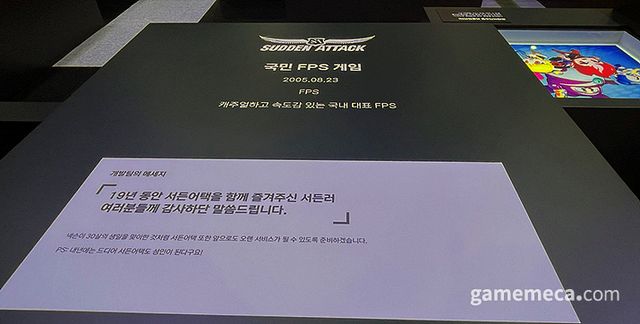 SUDDEN ATTACK
국민 FPS 게임
2005.08.23
FPS
캐주얼하고 속도감 있는 국내 대표 FPS
개발팀의 메세지
「19년 동안 서든어택을 함께 즐겨주신 서든러
여러분들께 감사하단 말씀드립니다.」
넥슨이 30살의 생일을 맞이한 것처럼 서든어택 또한 앞으로도 오랜 서비스가 될 수 있도록 준비하겠습니다.
PS: 내년에는 드디어 서든어택도 성인이 된다구요!
gamemeca.com